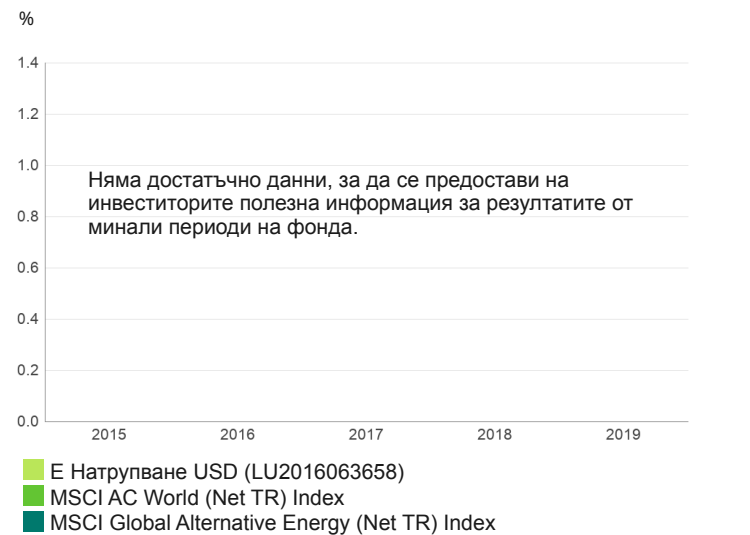 %
1.4
1.2
1.0
Няма достатъчно данни, за да се предостави на
инвеститорите полезна информация за резултатите от
минали периоди на фонда.
0.8
0.6
0.4
0.2
0.0
2015 2016 2017 2018 2019
Е Натрупване USD (LU2016063658)
MSCI AC World (Net TR) Index
MSCI Global Alternative Energy (Net TR) Index